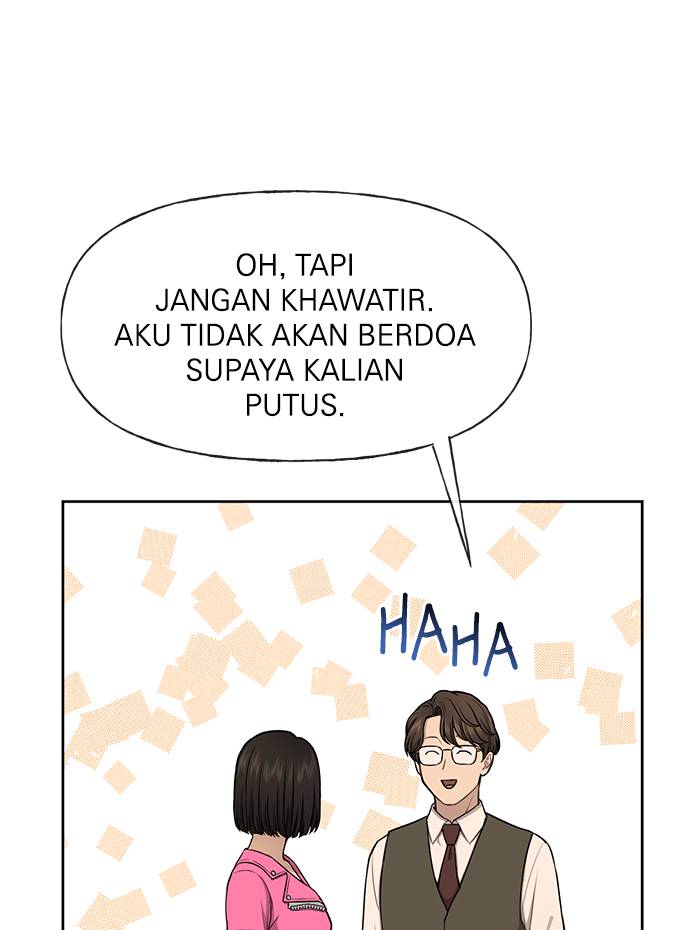 OH, TAPI
JANGAN KHAWATIR.
AKU TIDAK AKAN BERDOA
SUPAYA KALIAN
PUTUS.
HAHA